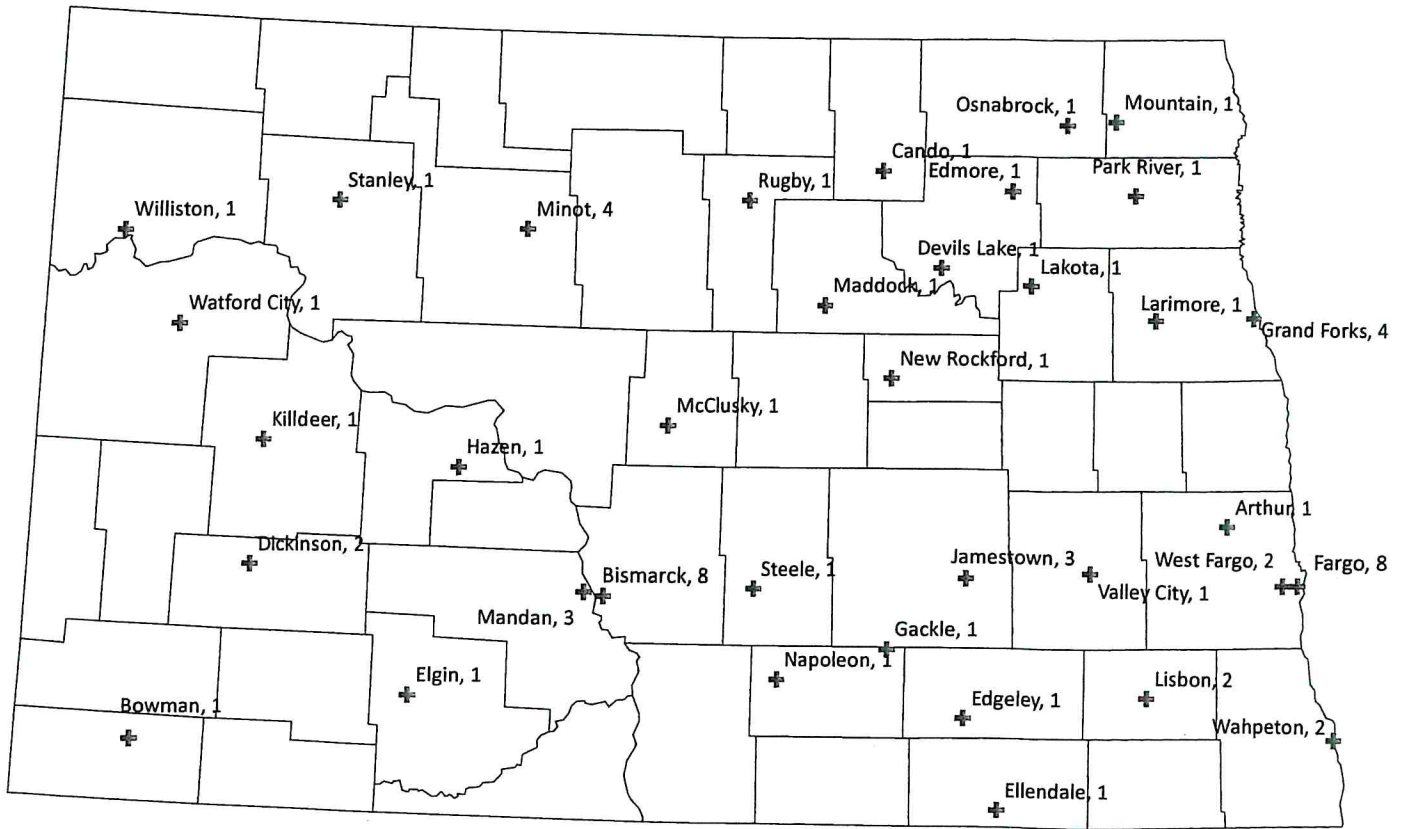 Osnabrock, 1
Mountain, 1
Cando, 1
Edmore, 1
Park River, 1
Stanley, 1
Rugby, 1
Williston, 1
Minot, 4
Devils Lake, 1
Lakota, 1
Maddock, 1
Watford City, 1
Larimore, 1
Grand Forks, 4
New Rockford, 1
McClusky, 1
Killdeer, 1
Hazen, 1
Arthur, 1
Dickinson, 2
Jamestown, 3
West Fargo, 2
Fargo, 8
Bismarck, 8
Steele, 1
Valley City, 1
Mandan, 3
Gackle, 1
Napoleon, 1
Elgin, 1
Lisbon, 2
Edgeley, 1
Bowman, 1
Wahpeton, 2
Ellendale, 1